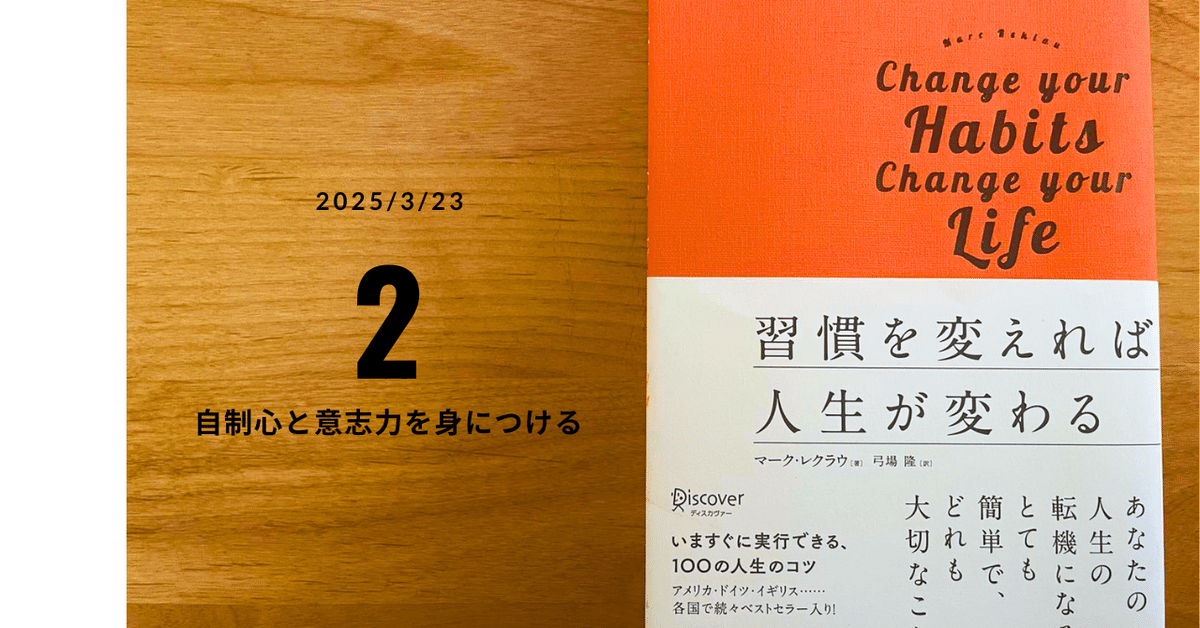 2025/3/23
2
自制心と意志力を身につける
Marc Reklau
Change your
Habits
Change your
Life
習慣を変えれば
人生が変わる
マーク・レクラウ[著] 弓場 隆[訳]
Discover
ディスカヴァー
いますぐに実行できる、
100の人生のコツ
アメリカ・ドイツ・イギリス……
各国で続々ベストセラー入り!
あなたの
人生の
転機になる
とても
簡単で、
どれも
大切なこ